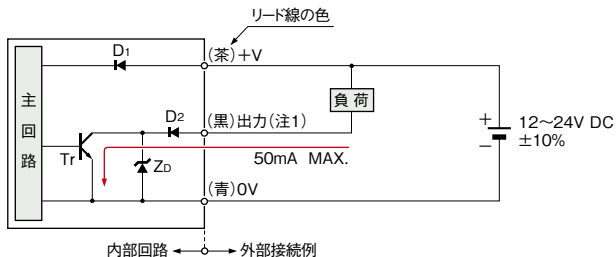 リード線の色
D1
(茶)+V
主回路
負荷
D2
(黒)出力(注1)
+
12～24V DC
±10%
−
Tr
ZD
50mA MAX.
(青)0V
内部回路
外部接続例